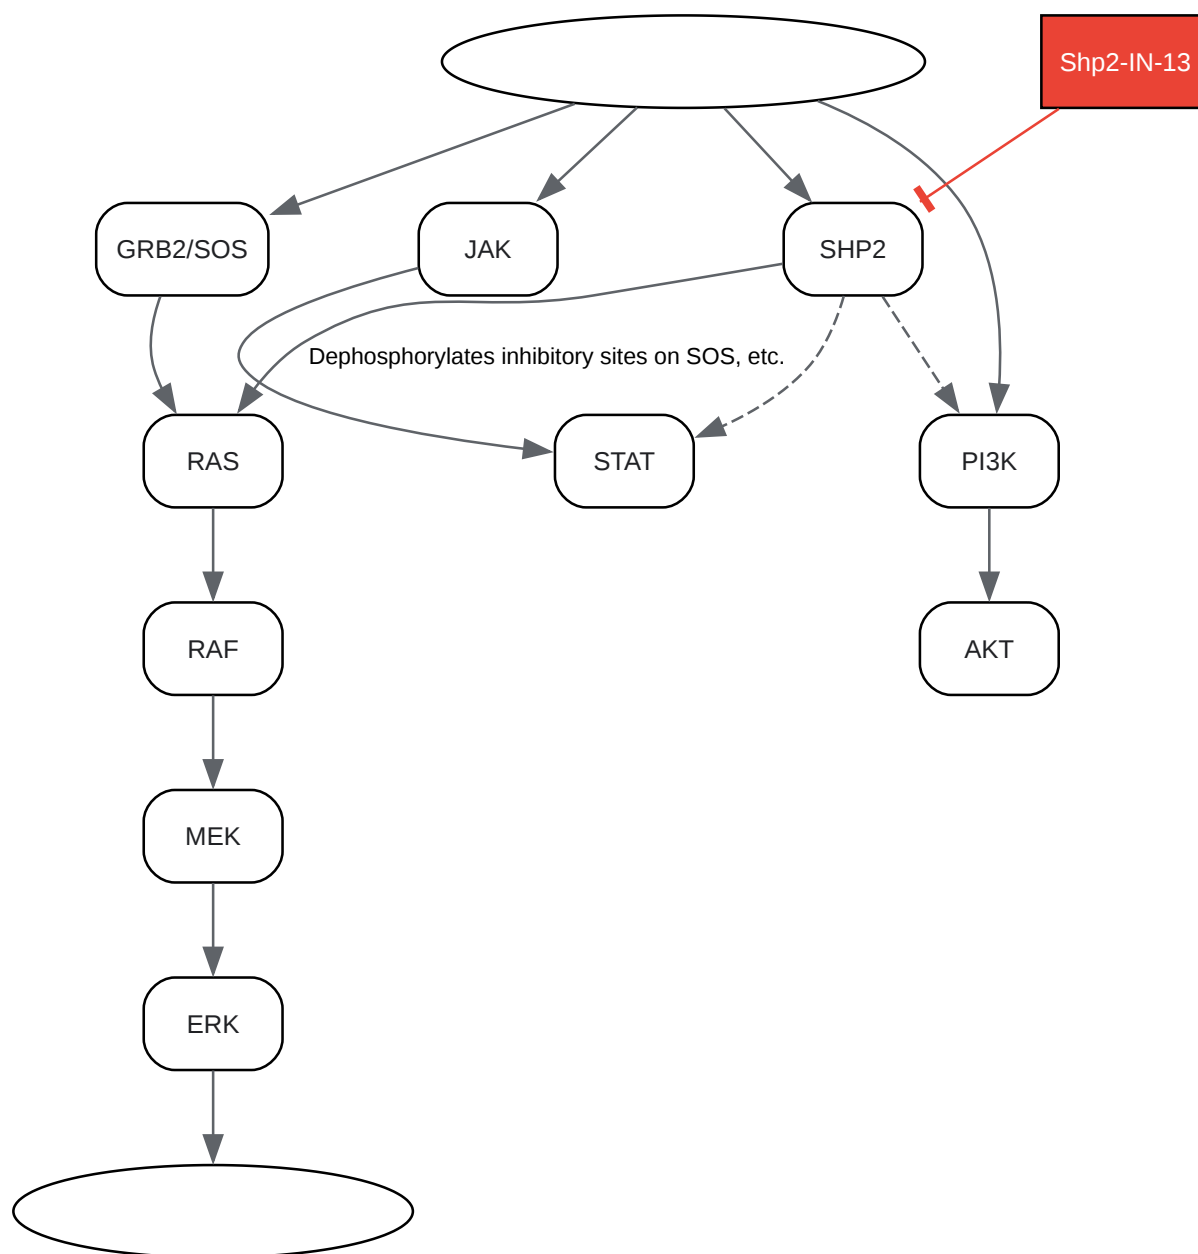 Shp2-IN-13
GRB2/SOS
JAK
SHP2
Dephosphorylates inhibitory sites on SOS, etc.
RAS
STAT
PI3K
RAF
AKT
MEK
ERK